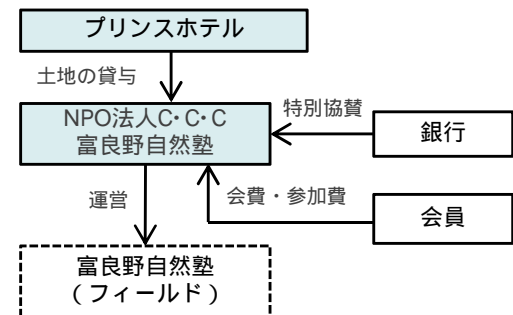 プリンスホテル
土地の貸与
NPO法人C・C・C
富良野自然塾
特別協賛
銀行
運営
会費・参加費
会員
富良野自然塾
（フィールド）